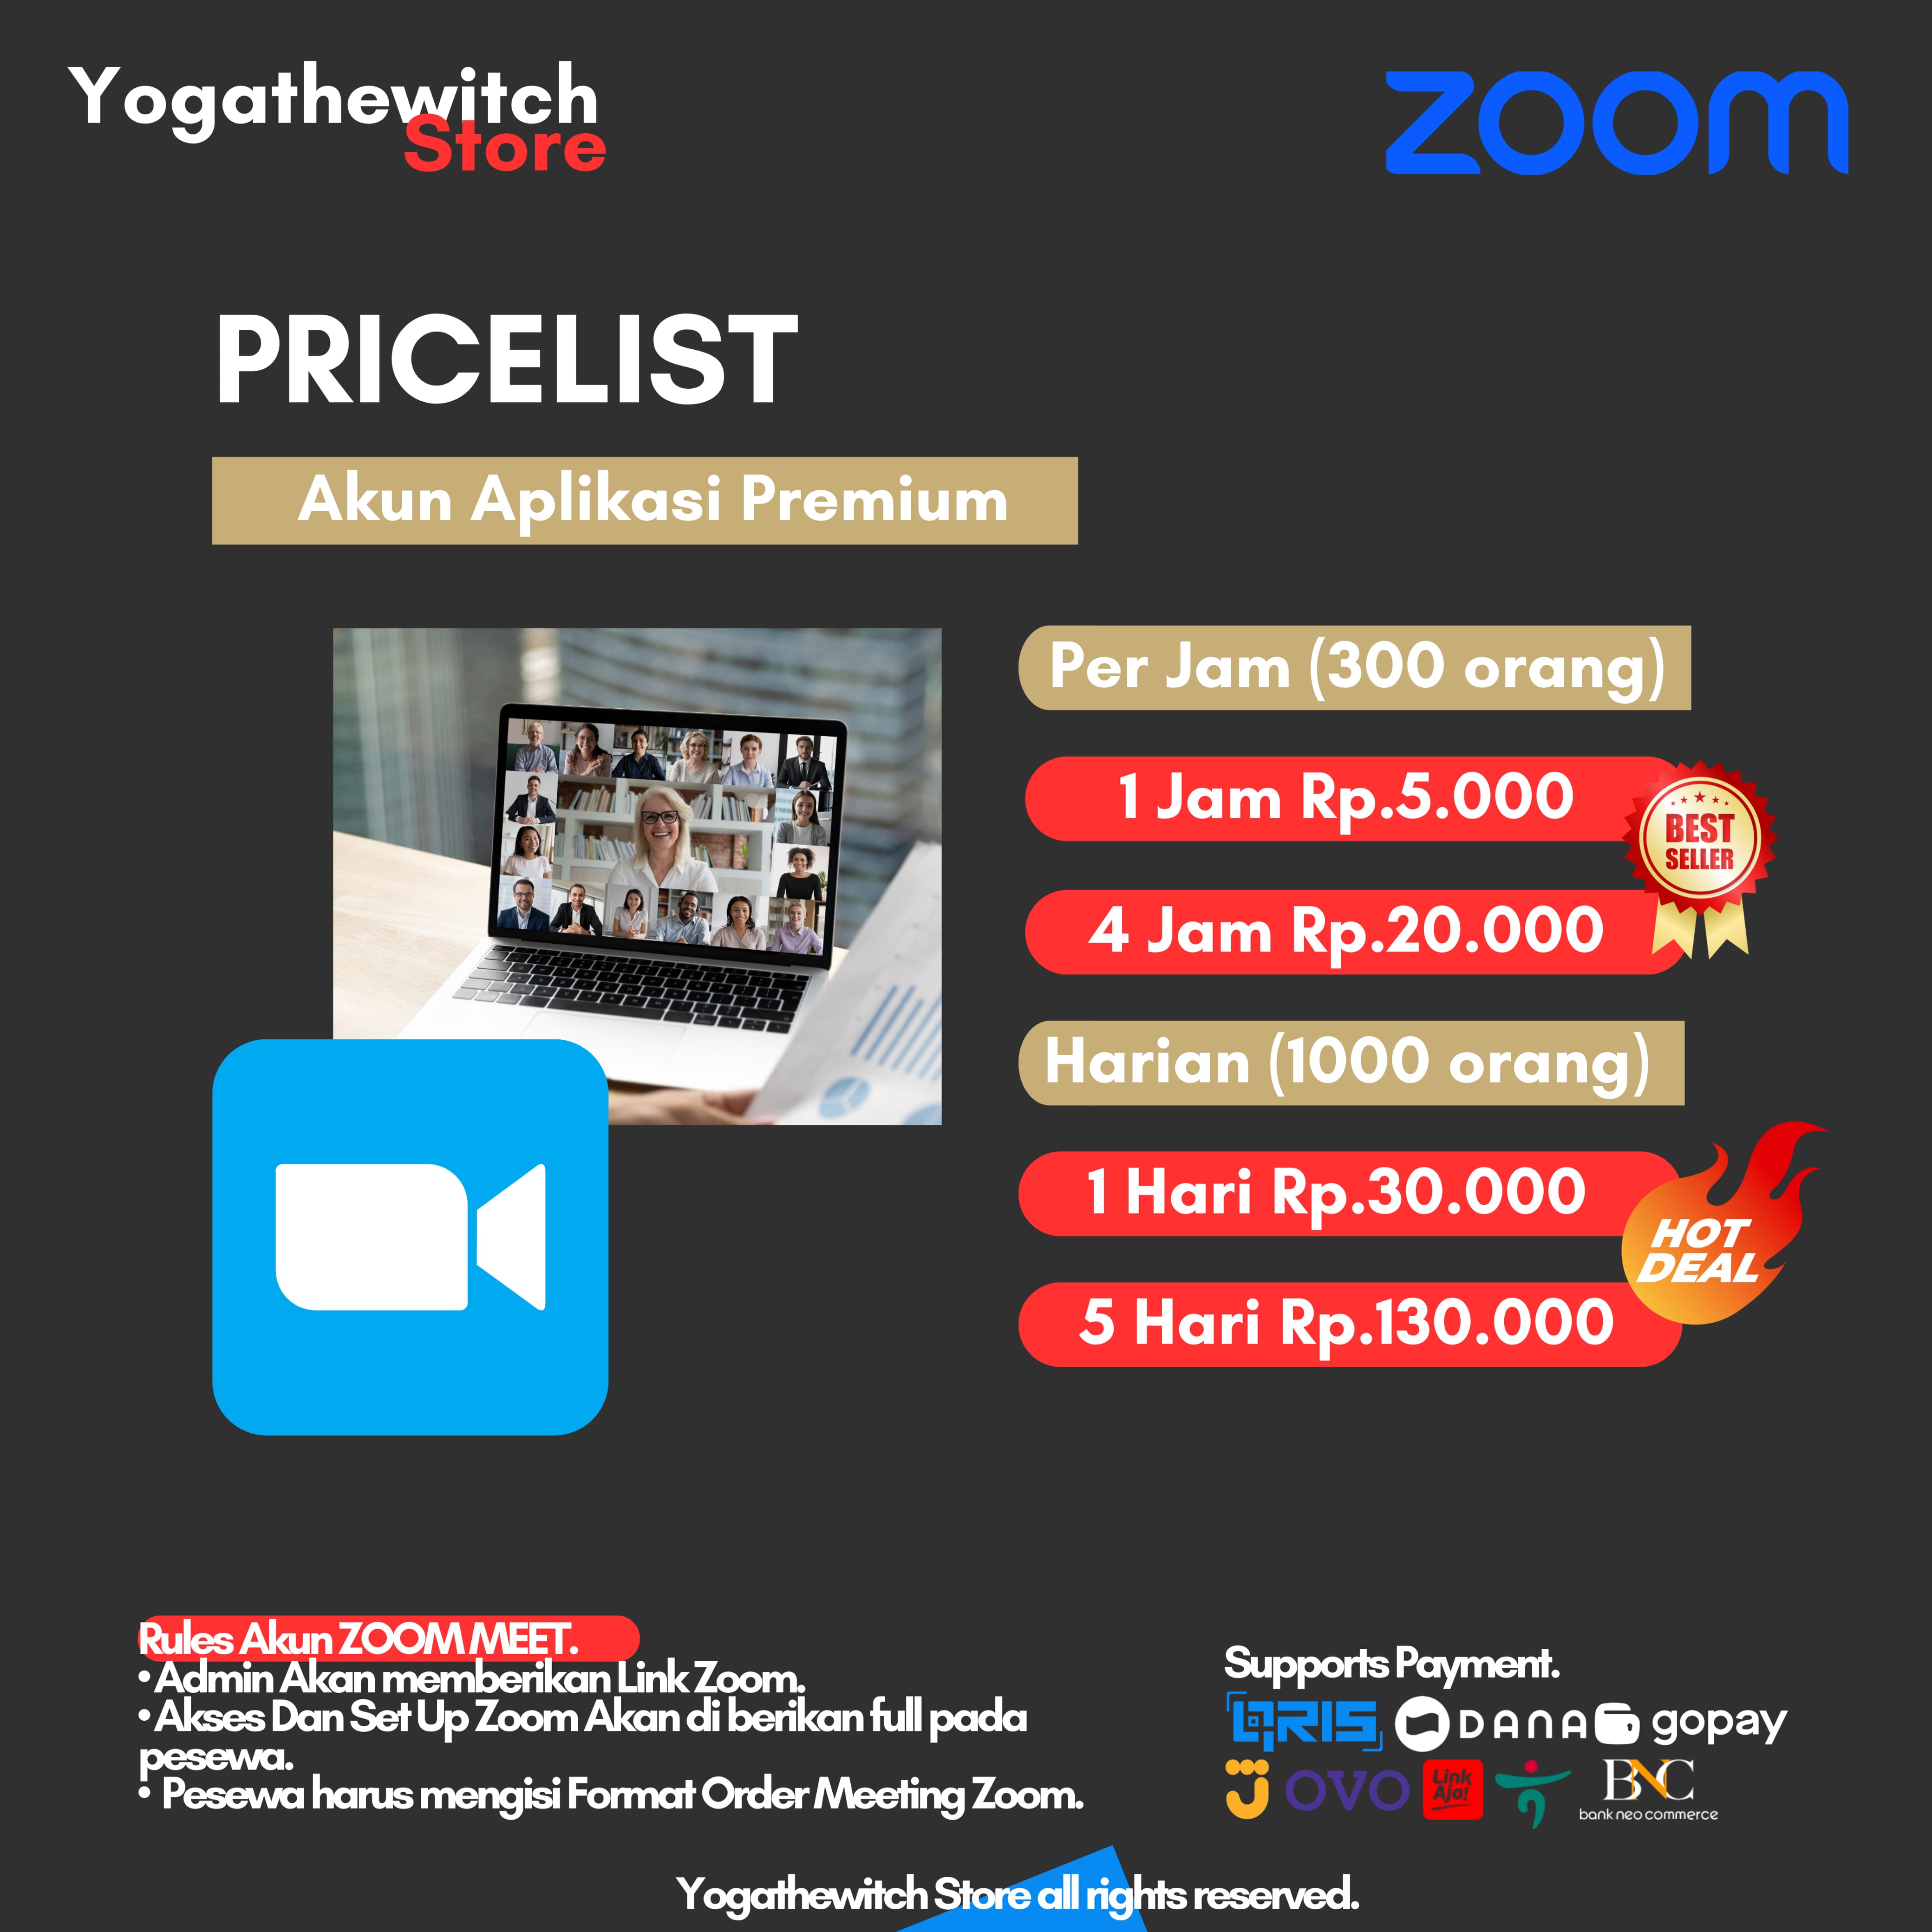 Yogathewitch
Store
zoom
PRICELIST
Akun Aplikasi Premium
Per Jam (300 orang)
1 Jam Rp.5.000
BEST
SELLER
4 Jam Rp.20.000
Harian (1000 orang)
1 Hari Rp.30.000
HOT
DEAL
5 Hari Rp.130.000
Rules Akun ZOOM MEET.
• Admin Akan memberikan Link Zoom.
• Akses Dan Set Up Zoom Akan di berikan full pada
pesewa.
• Pesewa harus mengisi Format Order Meeting Zoom.
Supports Payment.
QRIS DANA gopay
OVO Link
Aja!
BNC
bank neo commerce
Yogathewitch Store all rights reserved.